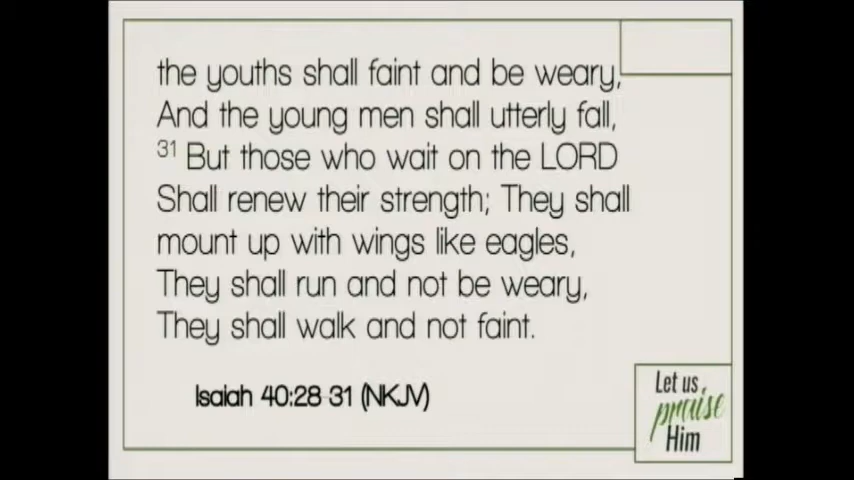 the youths shall faint and be weary,
And the young men shall utterly fall,
31 But those who wait on the LORD
Shall renew their strength; They shall
mount up with wings like eagles,
They shall run and not be weary,
They shall walk and not faint.
Isaiah 40:28-31 (NKJV)
Let us
praise
Him